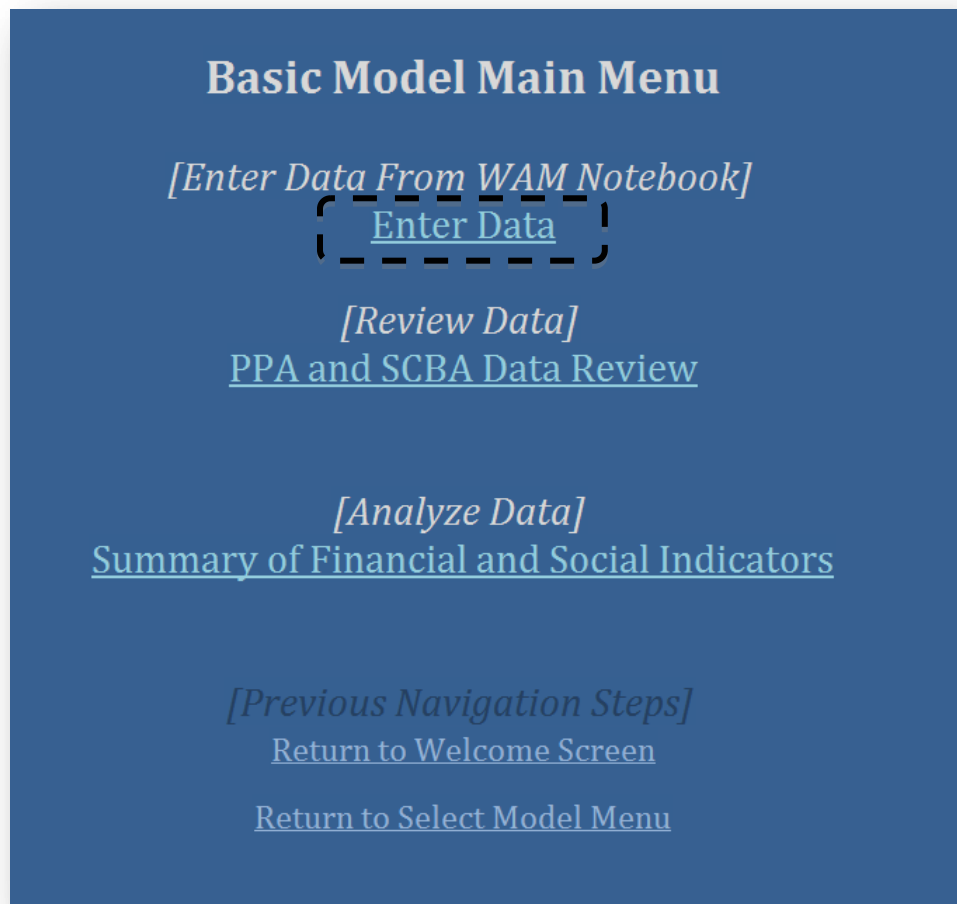 Basic Model Main Menu
[Enter Data From WAM Notebook]
Enter Data
[Review Data]
PPA and SCBA Data Review
[Analyze Data]
Summary of Financial and Social Indicators
[Previous Navigation Steps]
Return to Welcome Screen
Return to Select Model Menu